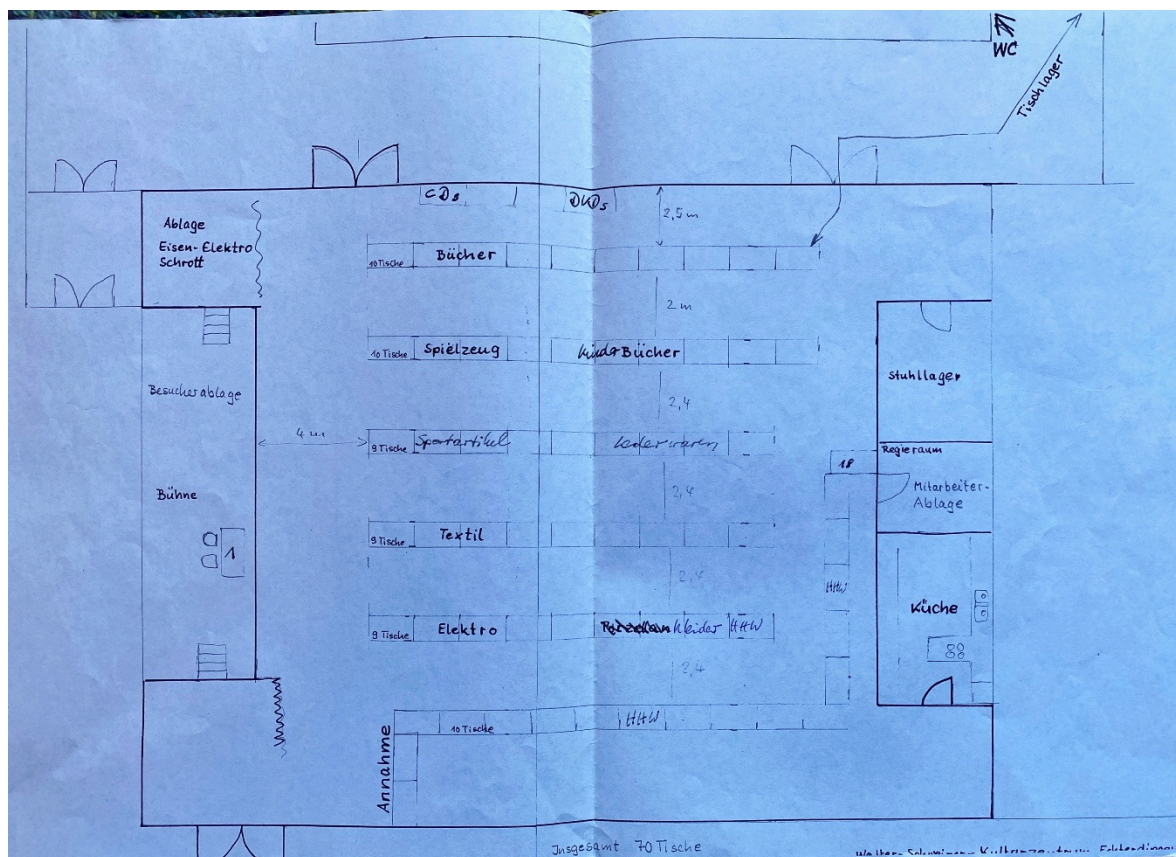 WC
Tischlager
CDs
DVDs
2,5 m
Ablage
Eisen-Elektro
Schrott
10 Tische
Bücher
2 m
10 Tische
Spielzeug
Kinder Bücher
Stuhllager
Besucherablage
2,4
4 m
9 Tische
Sportartikel
Lederwaren
18
Regieraum
Mitarbeiter-
Ablage
2,4
Bühne
9 Tische
Textil
1
2,4
HHW
Küche
9 Tische
Elektro
Kleider HHW
2,4
HHW
10 Tische
Annahme
Insgesamt 70 Tische
Kulturzentrum